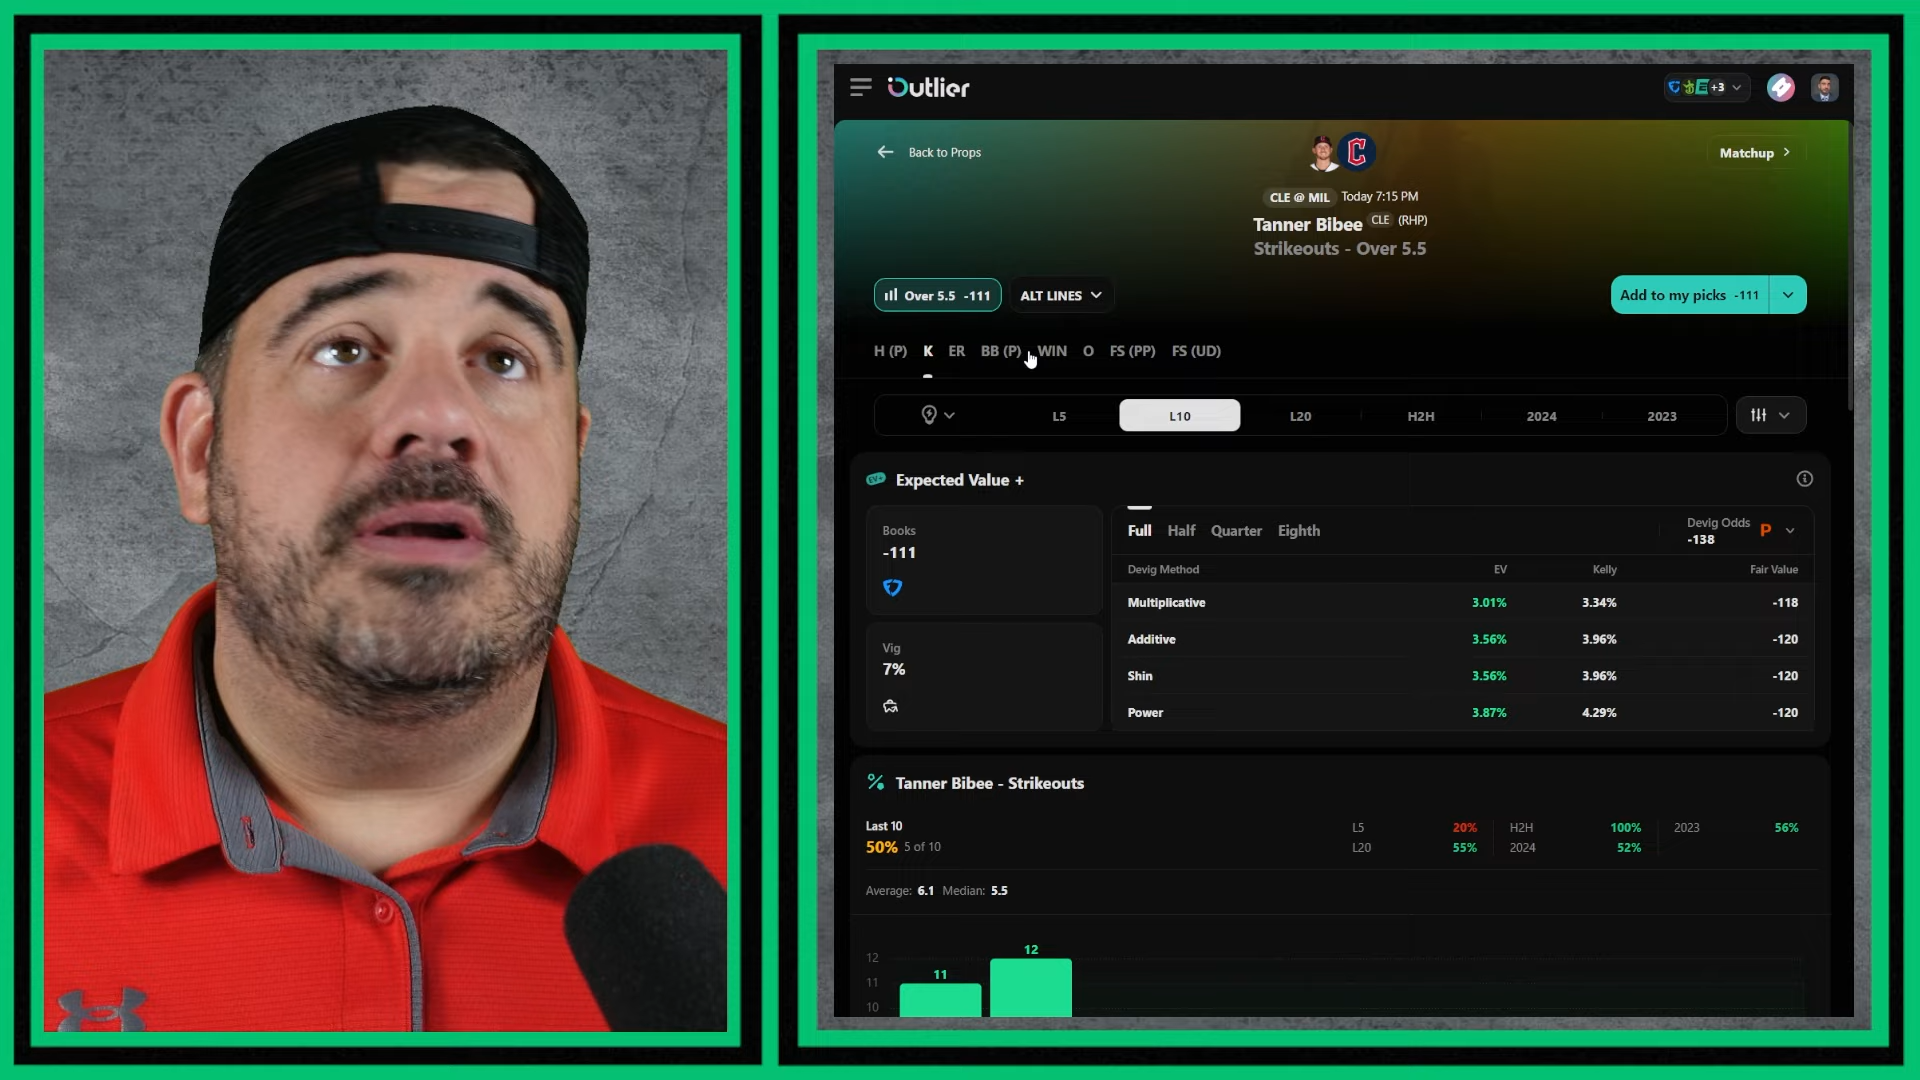 Outlier
+3
Back to Props
C
Matchup
CLE @ MIL Today 7:15 PM
Tanner Bibee CLE (RHP)
Strikeouts - Over 5.5
Over 5.5 -111
ALT LINES
Add to my picks -111
H (P) K ER BB (P) WIN O FS (PP) FS (UD)
L5 L10 L20 H2H 2024 2023
EV+ Expected Value +
Books
-111
Vig
7%
Full Half Quarter Eighth
Devig Odds
-138
P
Devig Method EV Kelly Fair Value
Multiplicative 3.01% 3.34% -118
Additive 3.56% 3.96% -120
Shin 3.56% 3.96% -120
Power 3.87% 4.29% -120
Tanner Bibee - Strikeouts
Last 10
50% 5 of 10
L5 20% H2H 100% 2023 56%
L20 55% 2024 52%
Average: 6.1 Median: 5.5
12
11
10
11
12